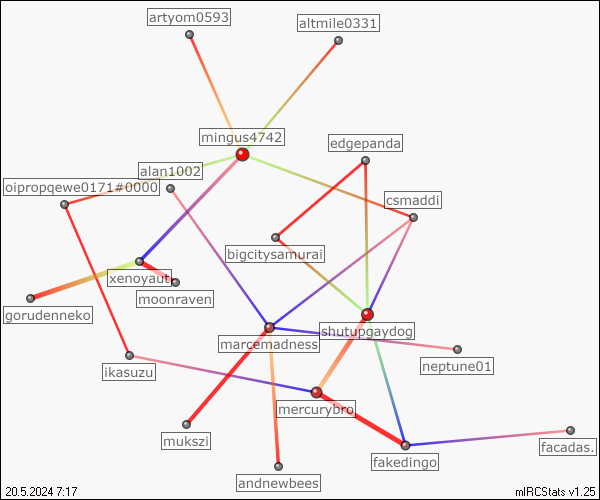 artyom0593
altmile0331
mingus4742
edgepanda
alan1002
oipropqewe0171#0000
csmaddi
bigcitysamurai
xenoyaut
moonraven
gorudenneko
shutupgaydog
marcemadness
neptune01
ikasuzu
mercurybro
mukszi
facadas.
fakedingo
andnewbees
20.5.2024 7:17
mIRCStats v1.25